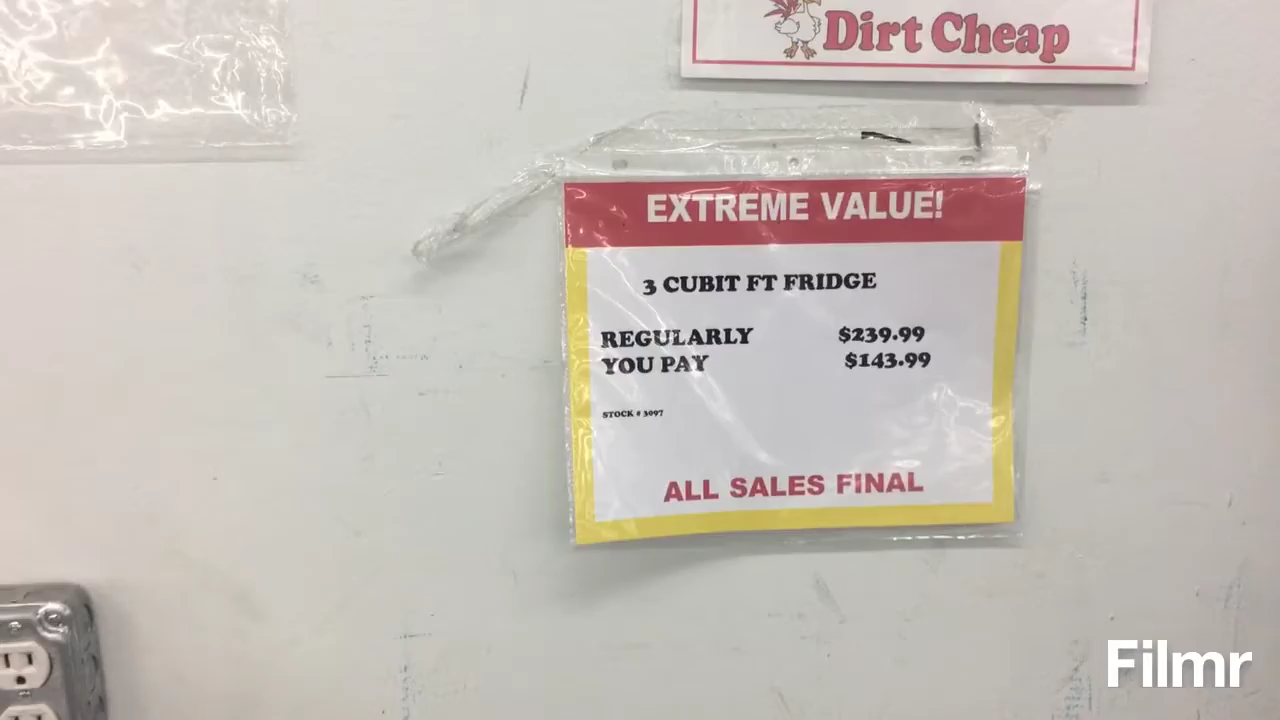 Dirt Cheap
EXTREME VALUE!
3 CUBIT FT FRIDGE
REGULARLY $239.99
YOU PAY $143.99
STOCK # 3097
ALL SALES FINAL
Filmr